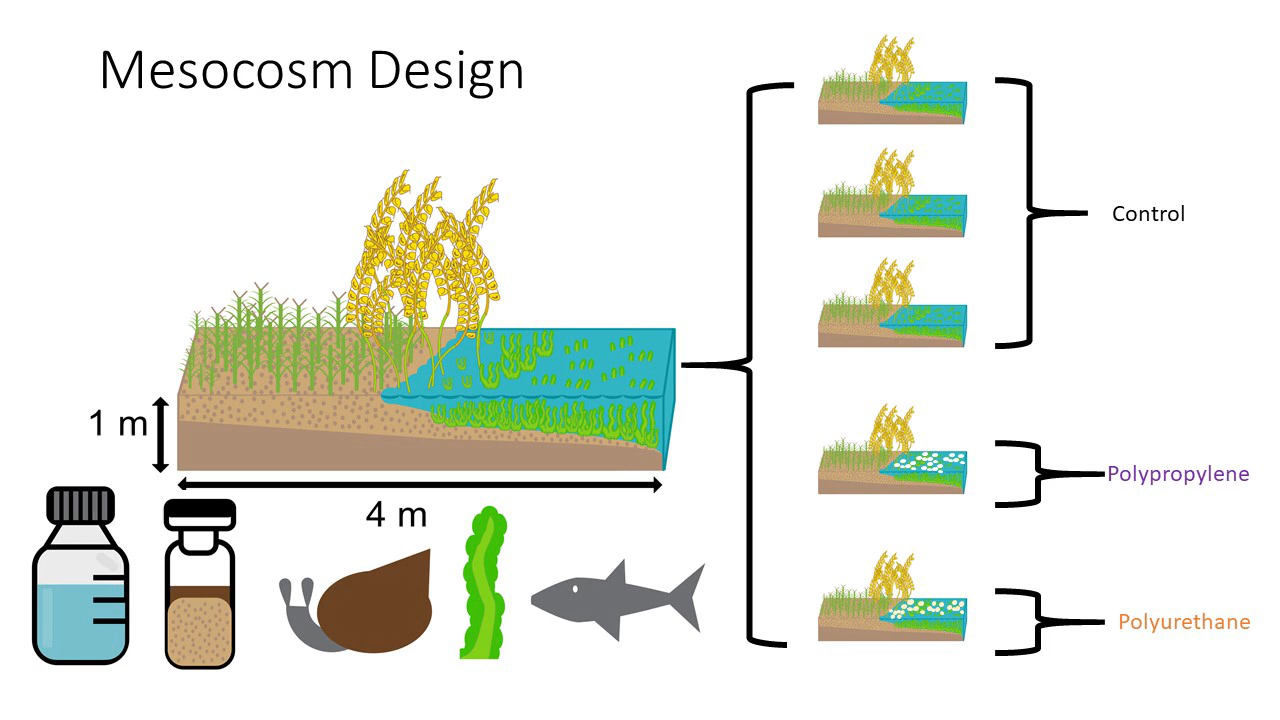 Mesocosm Design
Control
1 m
Polypropylene
4 m
Polyurethane